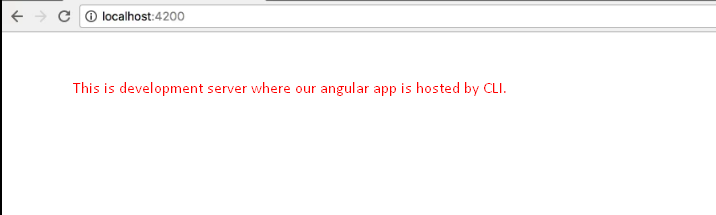 localhost:4200
This is development server where our angular app is hosted by CLI.